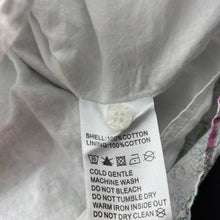 SHELL:100%COTTON
LINING:100%COTTON
COLD GENTLE
MACHINE WASH
DO NOT BLEACH
DO NOT TUMBLE DRY
WARM IRON INSIDE OUT
DO NOT DRY CLEAN